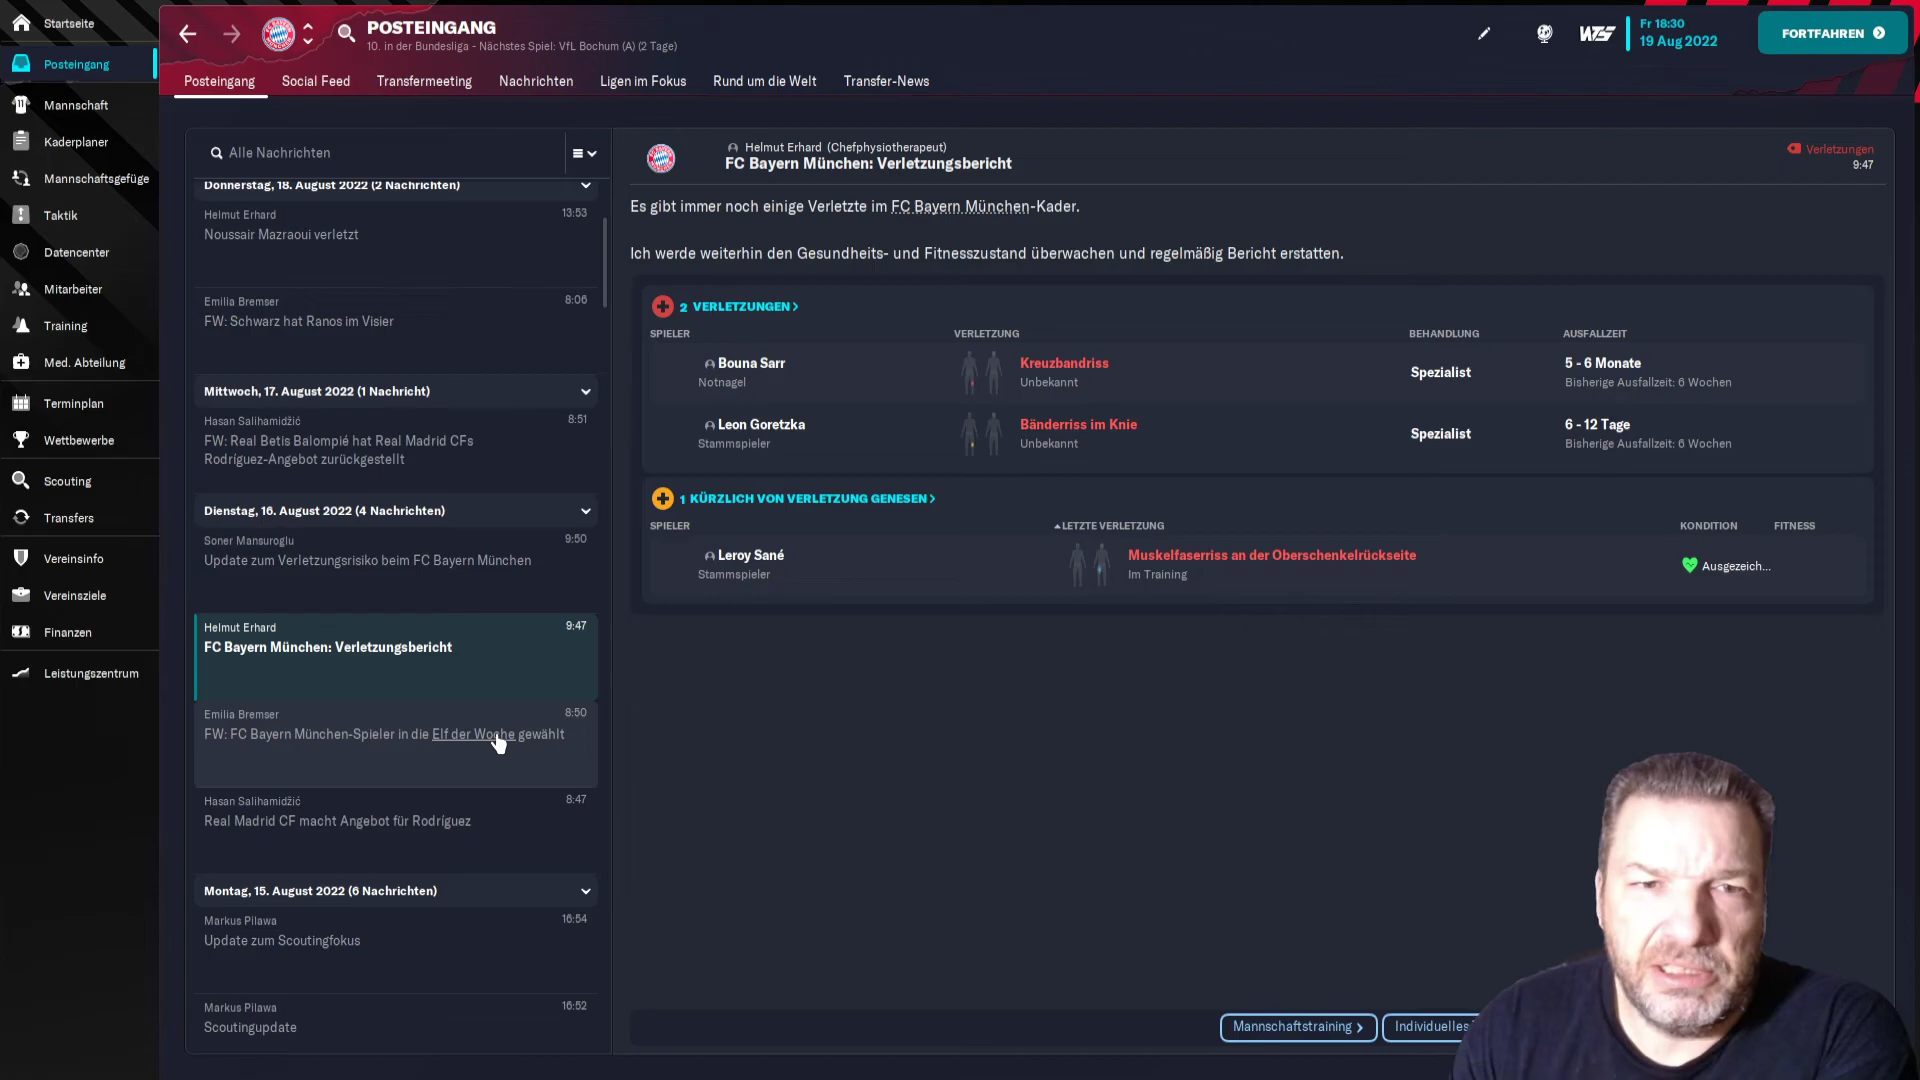 Startseite
Posteingang
Mannschaft
Kaderplaner
Mannschaftsgefüge
Taktik
Datencenter
Mitarbeiter
Training
Med. Abteilung
Terminplan
Wettbewerbe
Scouting
Transfers
Vereinsinfo
Vereinsziele
Finanzen
Leistungszentrum
POSTEINGANG
10. in der Bundesliga - Nächstes Spiel: VfL Bochum (A) (2 Tage)
Fr 18:30
19 Aug 2022
FORTFAHREN
Posteingang Social Feed Transfermeeting Nachrichten Ligen im Fokus Rund um die Welt Transfer-News
Alle Nachrichten
Donnerstag, 18. August 2022 (2 Nachrichten)
Helmut Erhard 13:53
Noussair Mazraoui verletzt
Emilia Bremser 8:06
FW: Schwarz hat Ranos im Visier
Mittwoch, 17. August 2022 (1 Nachricht)
Hasan Salihamidžić 8:51
FW: Real Betis Balompié hat Real Madrid CFs
Rodríguez-Angebot zurückgestellt
Dienstag, 16. August 2022 (4 Nachrichten)
Soner Mansuroglu 9:50
Update zum Verletzungsrisiko beim FC Bayern München
Helmut Erhard 9:47
FC Bayern München: Verletzungsbericht
Emilia Bremser 8:50
FW: FC Bayern München-Spieler in die Elf der Woche gewählt
Hasan Salihamidžić 8:47
Real Madrid CF macht Angebot für Rodríguez
Montag, 15. August 2022 (6 Nachrichten)
Markus Pilawa 16:54
Update zum Scoutingfokus
Markus Pilawa 16:52
Scoutingupdate
Helmut Erhard (Chefphysiotherapeut)
FC Bayern München: Verletzungsbericht
Verletzungen
9:47
Es gibt immer noch einige Verletzte im FC Bayern München-Kader.
Ich werde weiterhin den Gesundheits- und Fitnesszustand überwachen und regelmäßig Bericht erstatten.
2 VERLETZUNGEN >
SPIELER VERLETZUNG BEHANDLUNG AUSFALLZEIT
Bouna Sarr Kreuzbandriss Spezialist 5 - 6 Monate
Notnagel Unbekannt Bisherige Ausfallzeit: 6 Wochen
Leon Goretzka Bänderriss im Knie Spezialist 6 - 12 Tage
Stammspieler Unbekannt Bisherige Ausfallzeit: 6 Wochen
1 KÜRZLICH VON VERLETZUNG GENESEN >
SPIELER LETZTE VERLETZUNG KONDITION FITNESS
Leroy Sané Muskelfaserriss an der Oberschenkelrückseite Ausgezeich...
Stammspieler Im Training
Mannschaftstraining > Individuelles